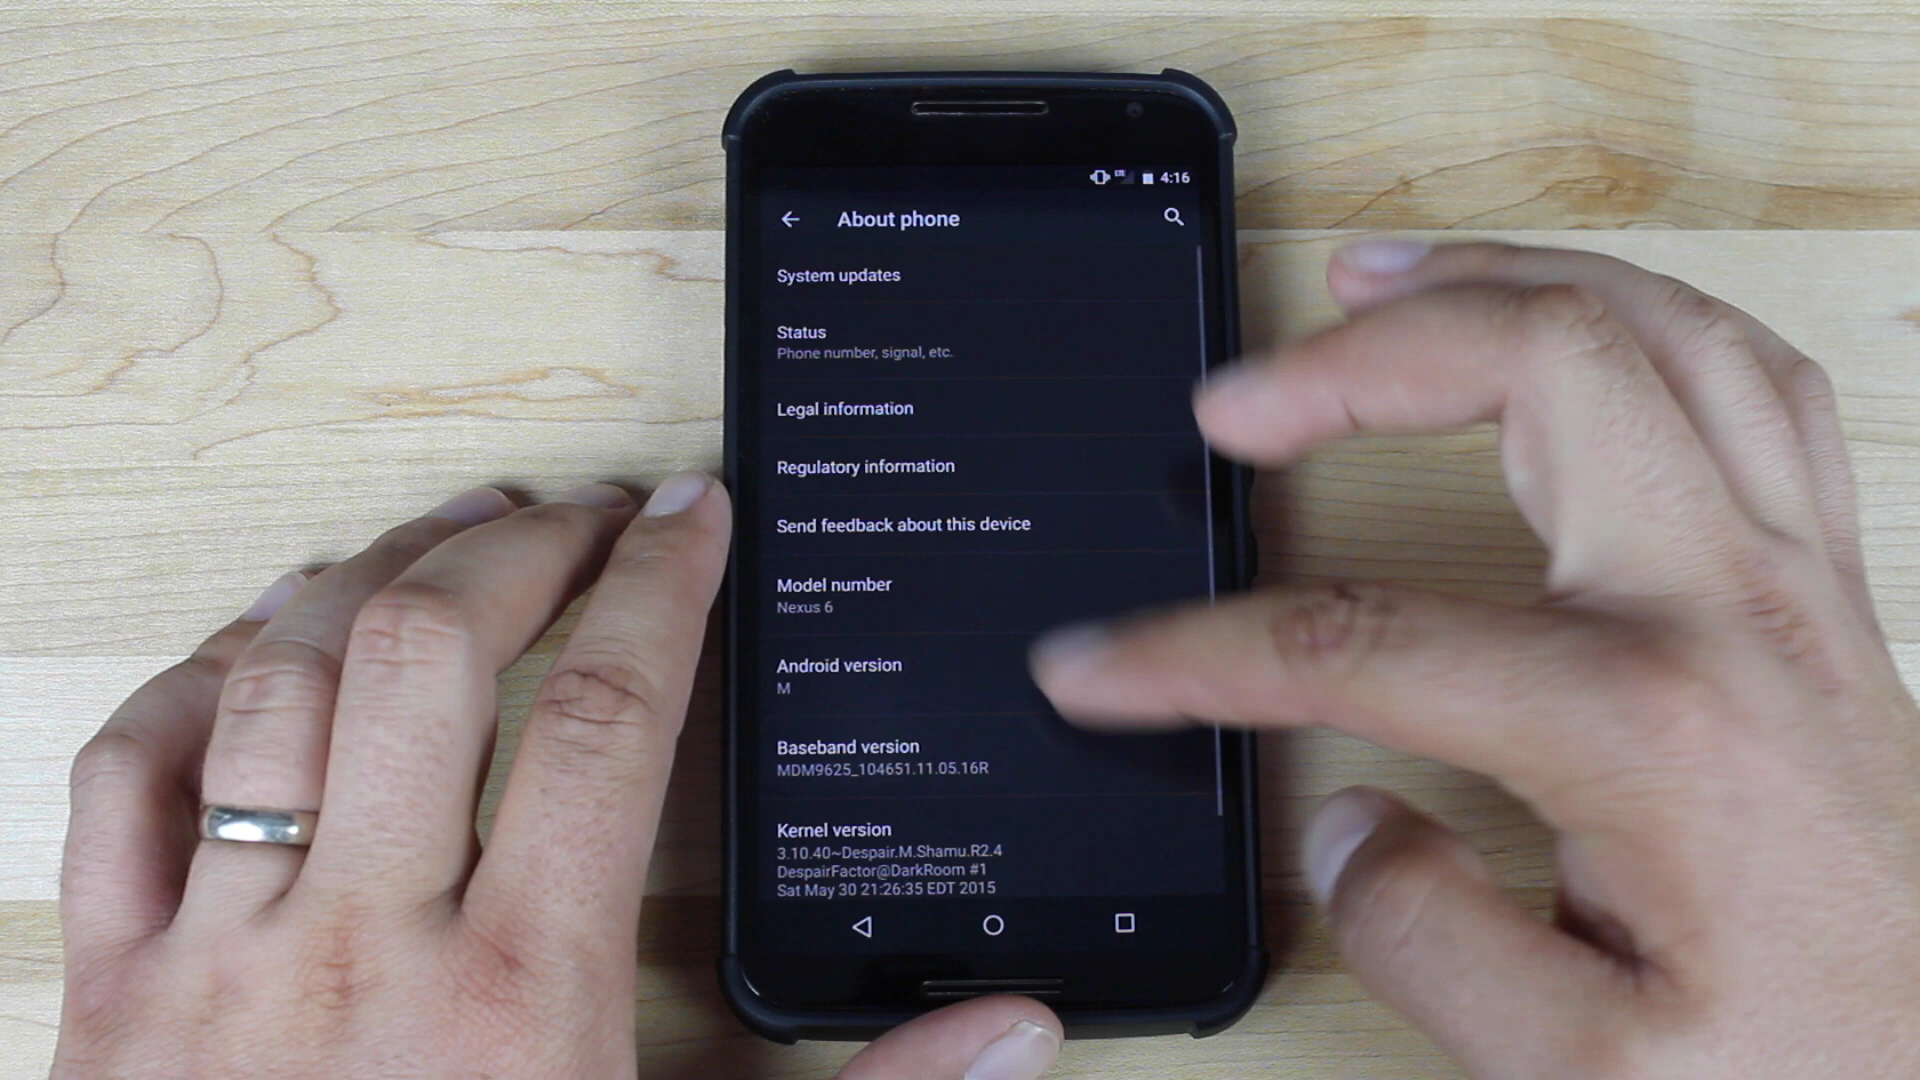 LTE 4:16
About phone
System updates
Status
Phone number, signal, etc.
Legal information
Regulatory information
Send feedback about this device
Model number
Nexus 6
Android version
M
Baseband version
MDM9625_104651.11.05.16R
Kernel version
3.10.40~Despair.M.Shamu.R2.4
DespairFactor@DarkRoom #1
Sat May 30 21:26:35 EDT 2015